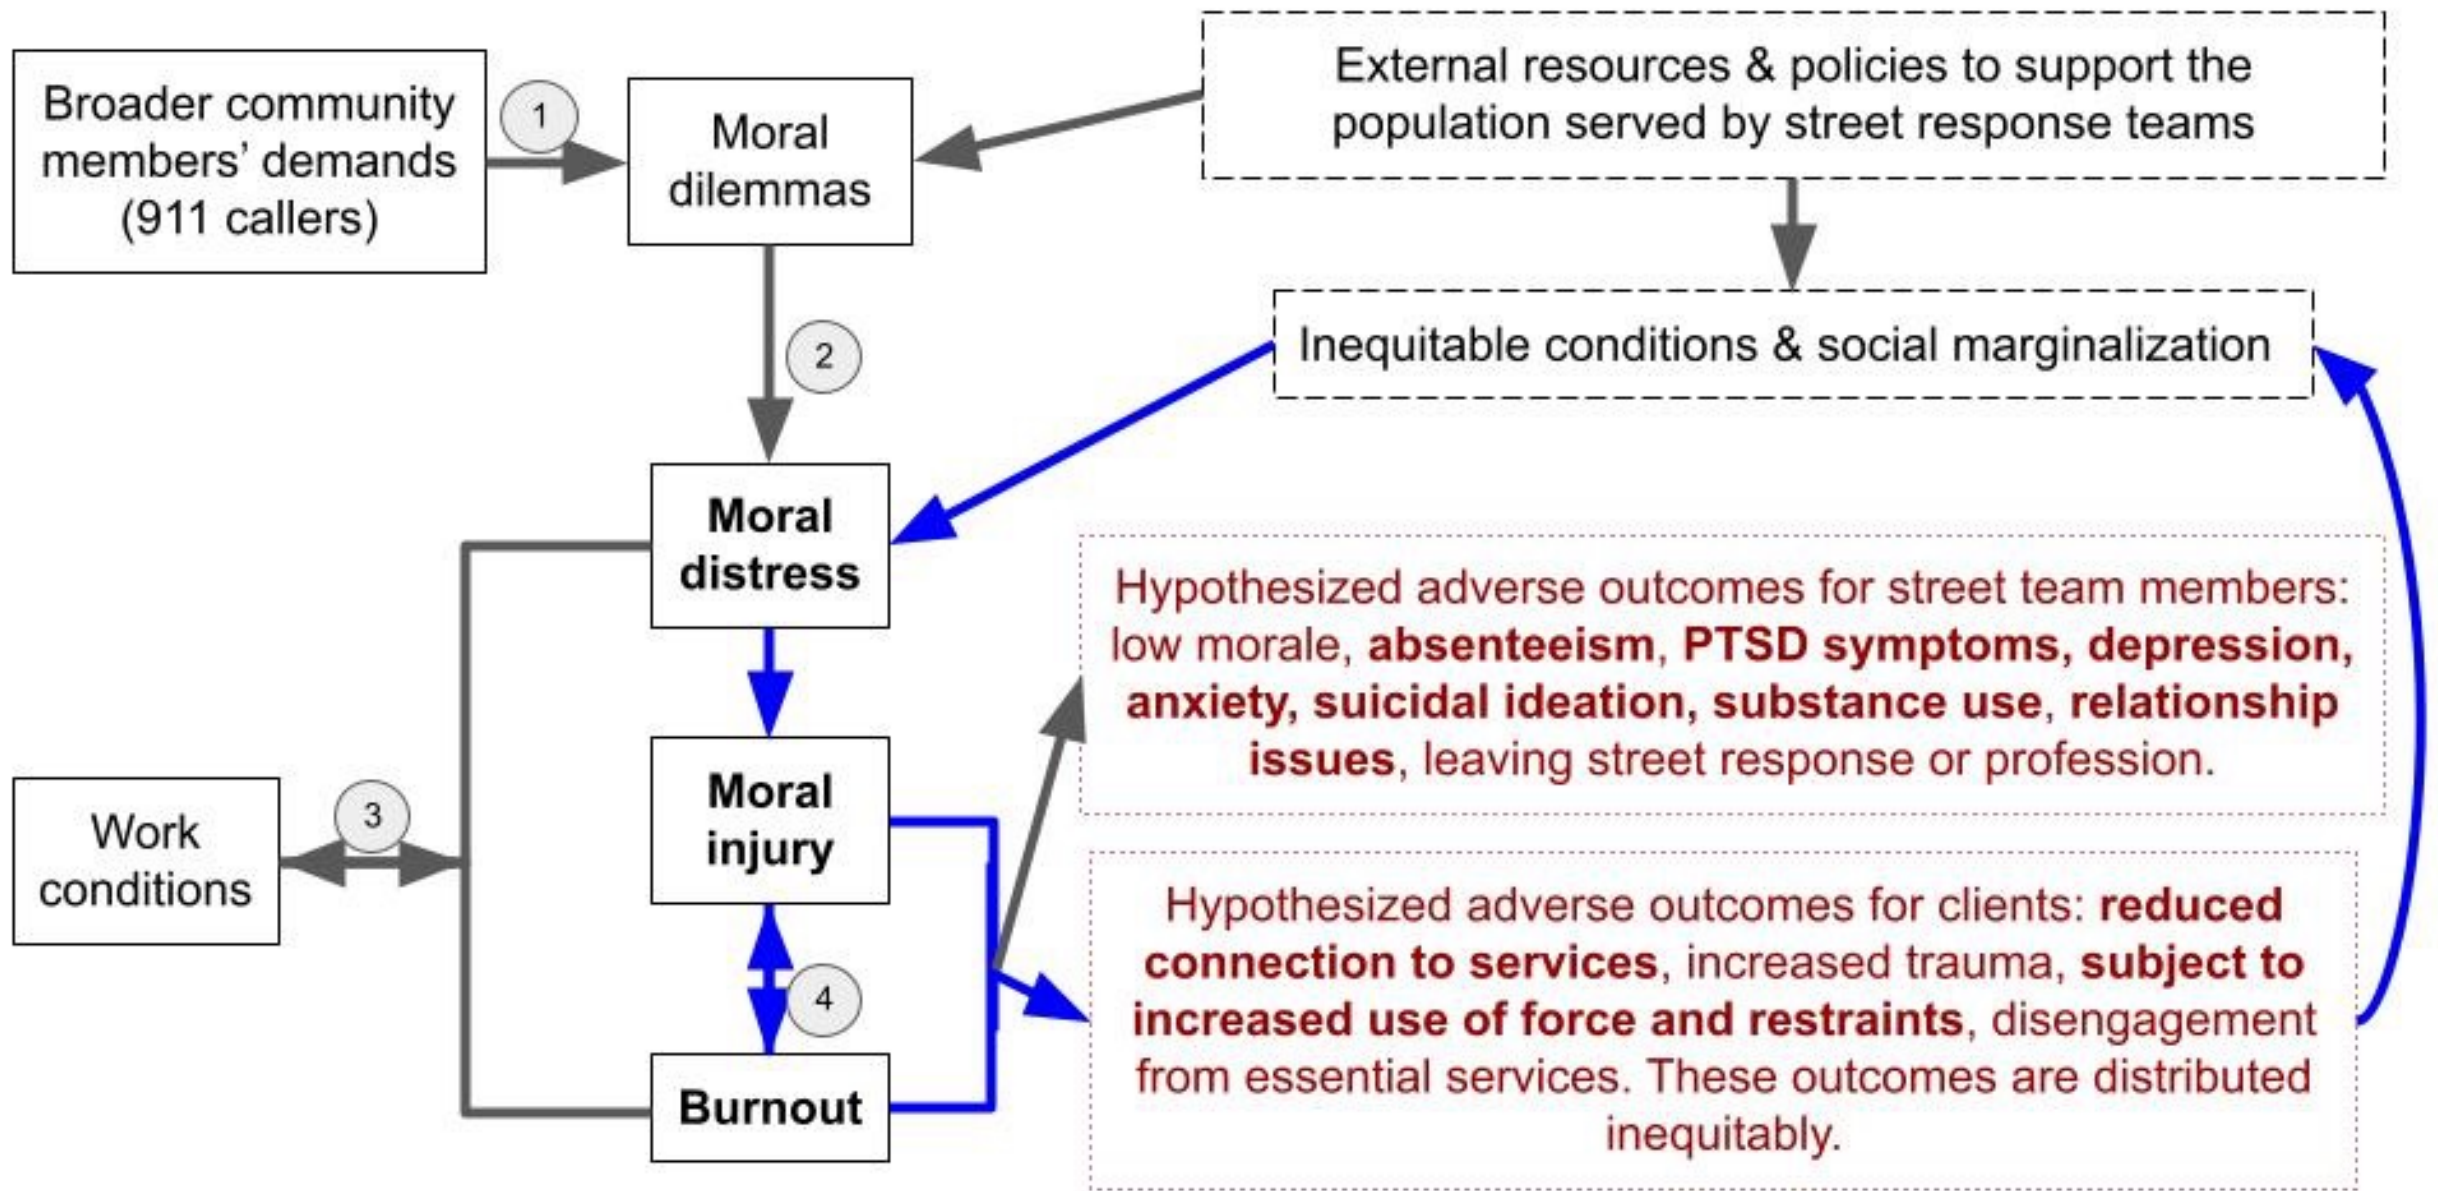 Broader community
members’ demands
(911 callers)
1
Moral
dilemmas
External resources & policies to support the
population served by street response teams
2
Inequitable conditions & social marginalization
Moral
distress
Hypothesized adverse outcomes for street team members:
low morale, absenteeism, PTSD symptoms, depression,
anxiety, suicidal ideation, substance use, relationship
issues, leaving street response or profession.
Work
conditions
3
Moral
injury
4
Burnout
Hypothesized adverse outcomes for clients: reduced
connection to services, increased trauma, subject to
increased use of force and restraints, disengagement
from essential services. These outcomes are distributed
inequitably.